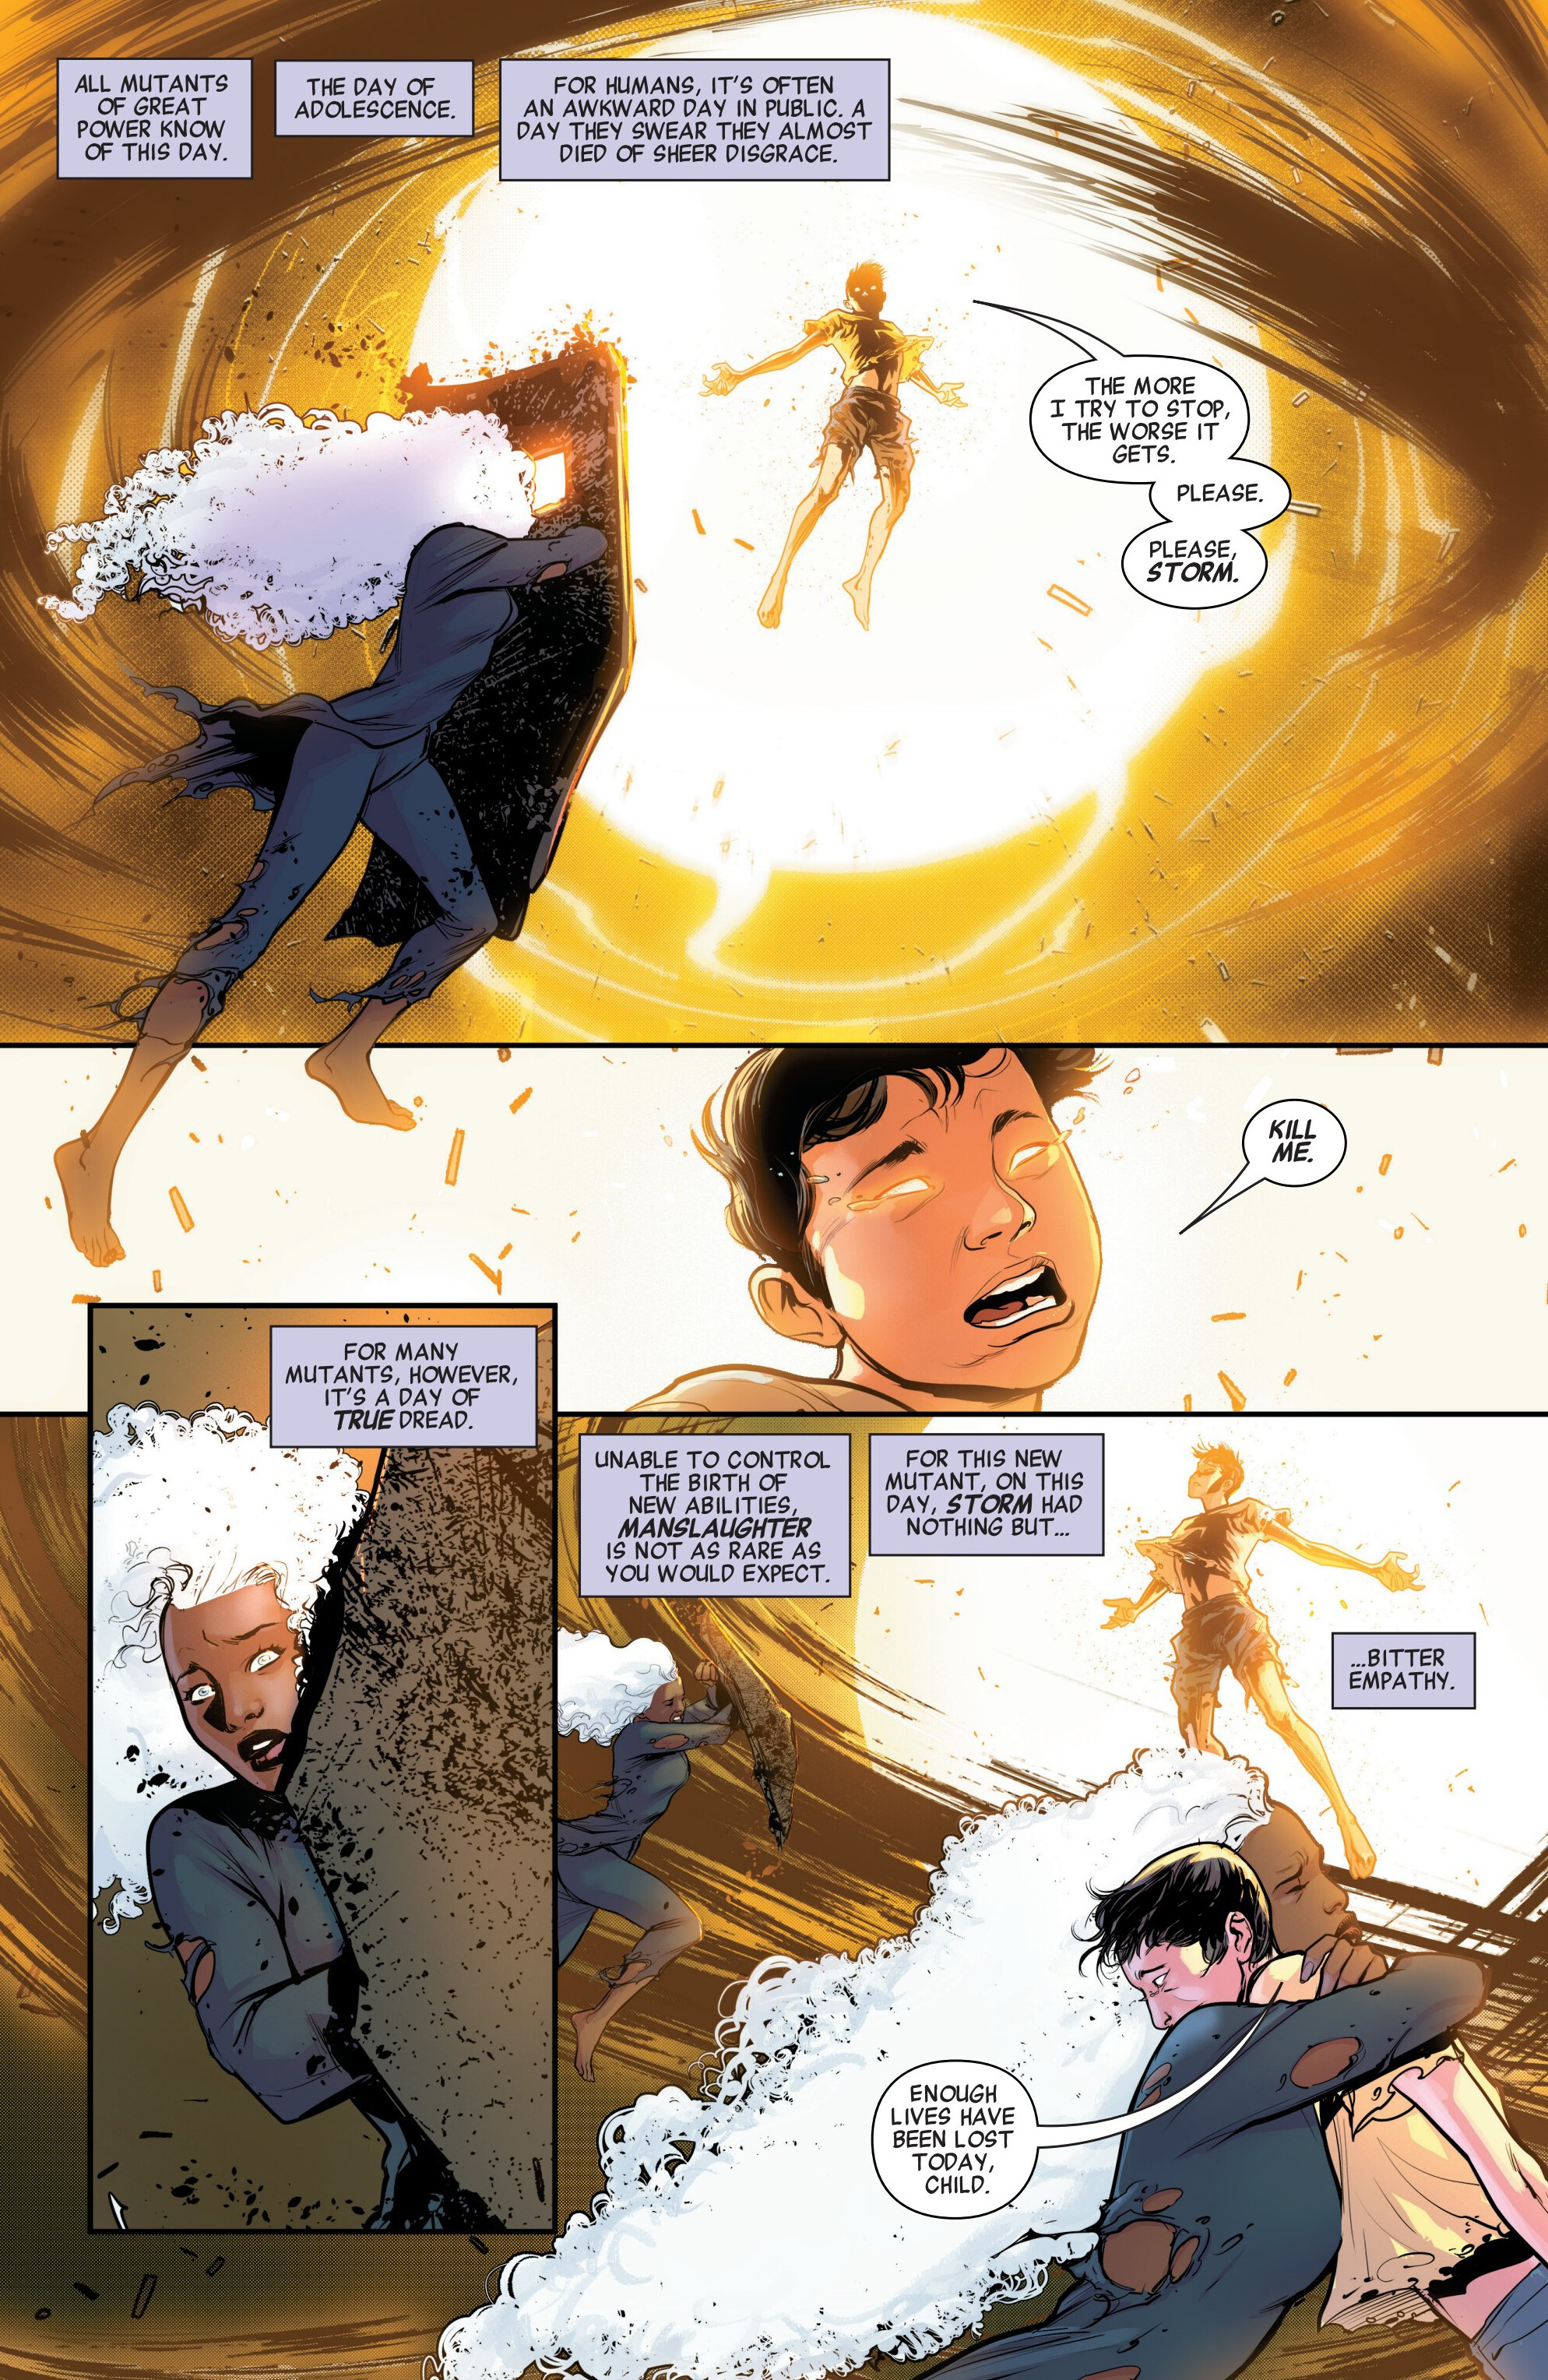 ALL MUTANTS
OF GREAT
POWER KNOW
OF THIS DAY.
THE DAY OF
ADOLESCENCE.
FOR HUMANS, IT'S OFTEN
AN AWKWARD DAY IN PUBLIC. A
DAY THEY SWEAR THEY ALMOST
DIED OF SHEER DISGRACE.
THE MORE
I TRY TO STOP,
THE WORSE IT
GETS.
PLEASE.
PLEASE,
STORM.
KILL
ME.
FOR MANY
MUTANTS, HOWEVER,
IT'S A DAY OF
TRUE DREAD.
UNABLE TO CONTROL
THE BIRTH OF
NEW ABILITIES,
MANSLAUGHTER
IS NOT AS RARE AS
YOU WOULD EXPECT.
FOR THIS NEW
MUTANT, ON THIS
DAY, STORM HAD
NOTHING BUT...
...BITTER
EMPATHY.
ENOUGH
LIVES HAVE
BEEN LOST
TODAY,
CHILD.